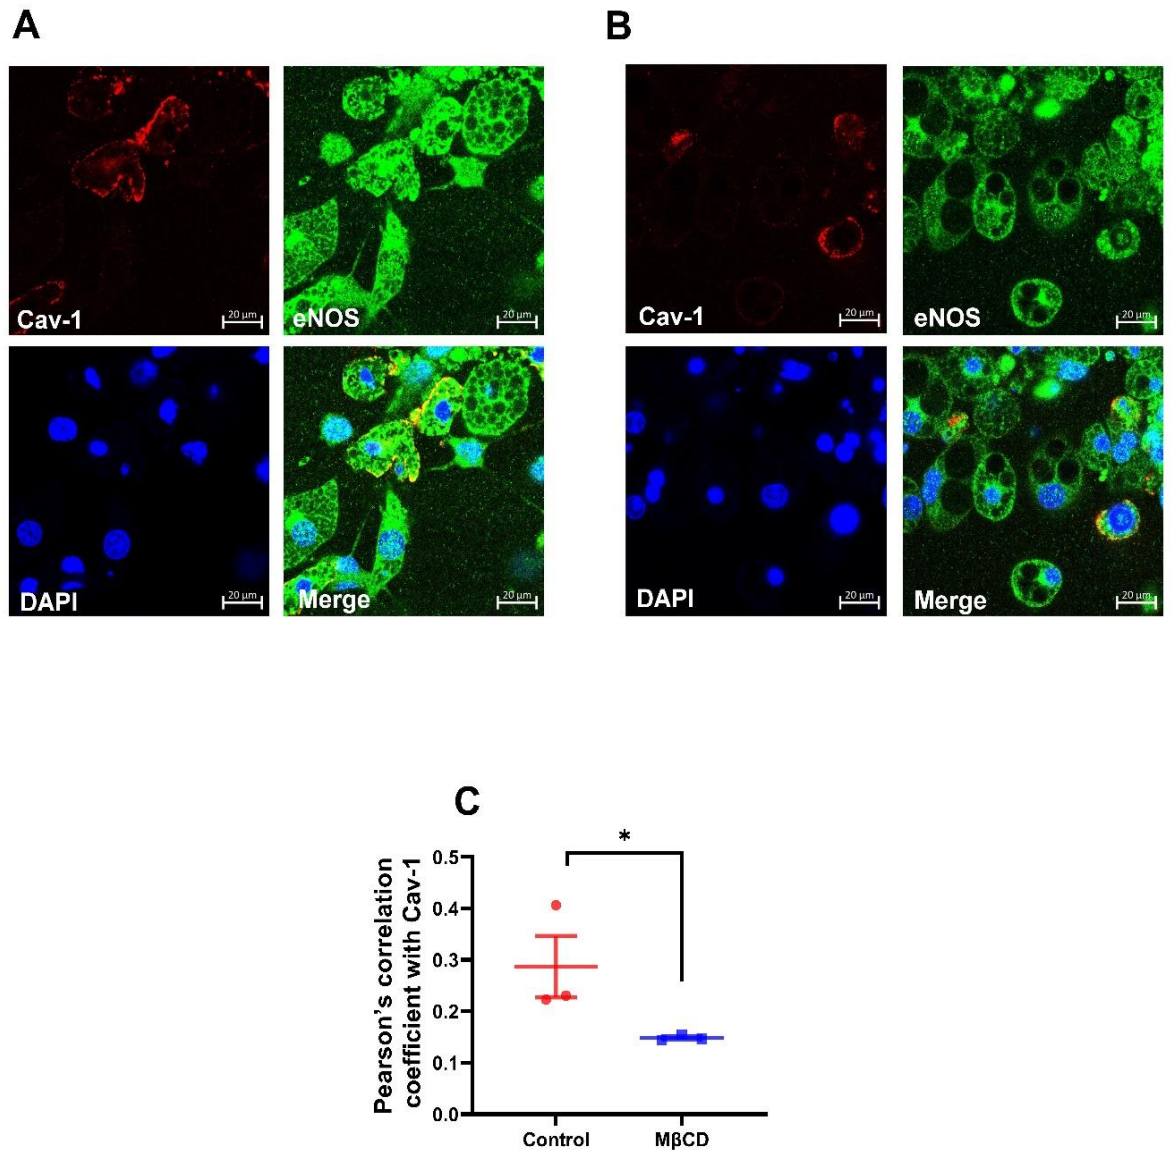 A
B
Cav-1
20 µm
eNOS
20 µm
Cav-1
20 µm
eNOS
20 µm
DAPI
20 µm
Merge
20 µm
DAPI
20 µm
Merge
20 µm
C
*
Pearson's correlation
coefficient with Cav-1
0.5
0.4
0.3
0.2
0.1
0.0
Control
MβCD